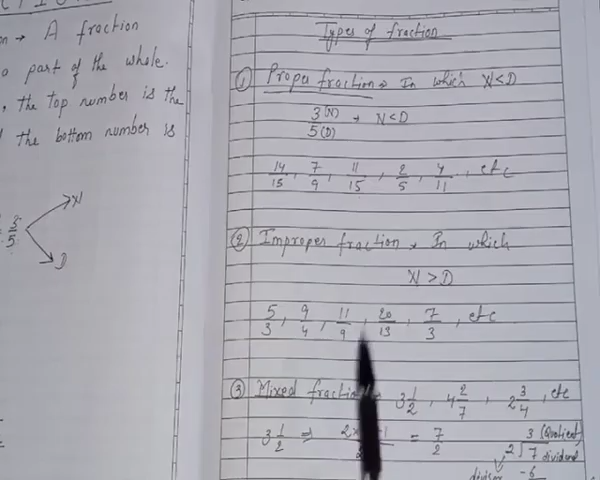 n → A fraction
a part of the whole.
, the top number is the
the bottom number is
3/5
N
D
Types of fraction
① Proper fraction → In which N<D
3(N)/5(D) → N<D
14/15, 7/9, 11/15, 2/5, 4/11, etc
② Improper fraction → In which
N > D
5/3, 9/4, 11/9, 20/13, 7/3, etc
③ Mixed fraction 3 1/2, 4 2/7, 2 3/4, etc
3 1/2 ⇒ = 7/2
3 (Quotient)
2 ⟌ 7 dividend
divisor -6